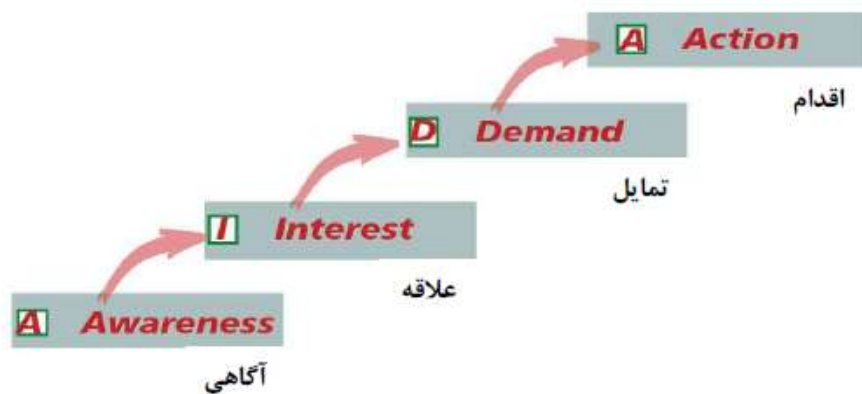 A Action
اقدام
D Demand
تمایل
I Interest
علاقه
A Awareness
آگاهی